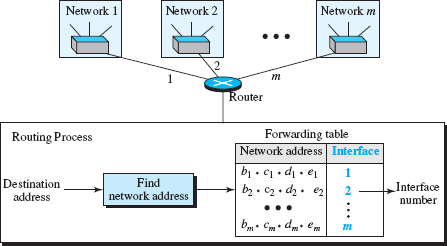 Network 1
Network 2
Network m
• • •
1
2
m
Router
Routing Process
Forwarding table
Network address Interface
Destination address
Find network address
b₁ • c₁ • d₁ • e₁ 1
b₂ • c₂ • d₂ • e₂ 2
• • • ⋮
bₘ • cₘ • dₘ • eₘ m
Interface number